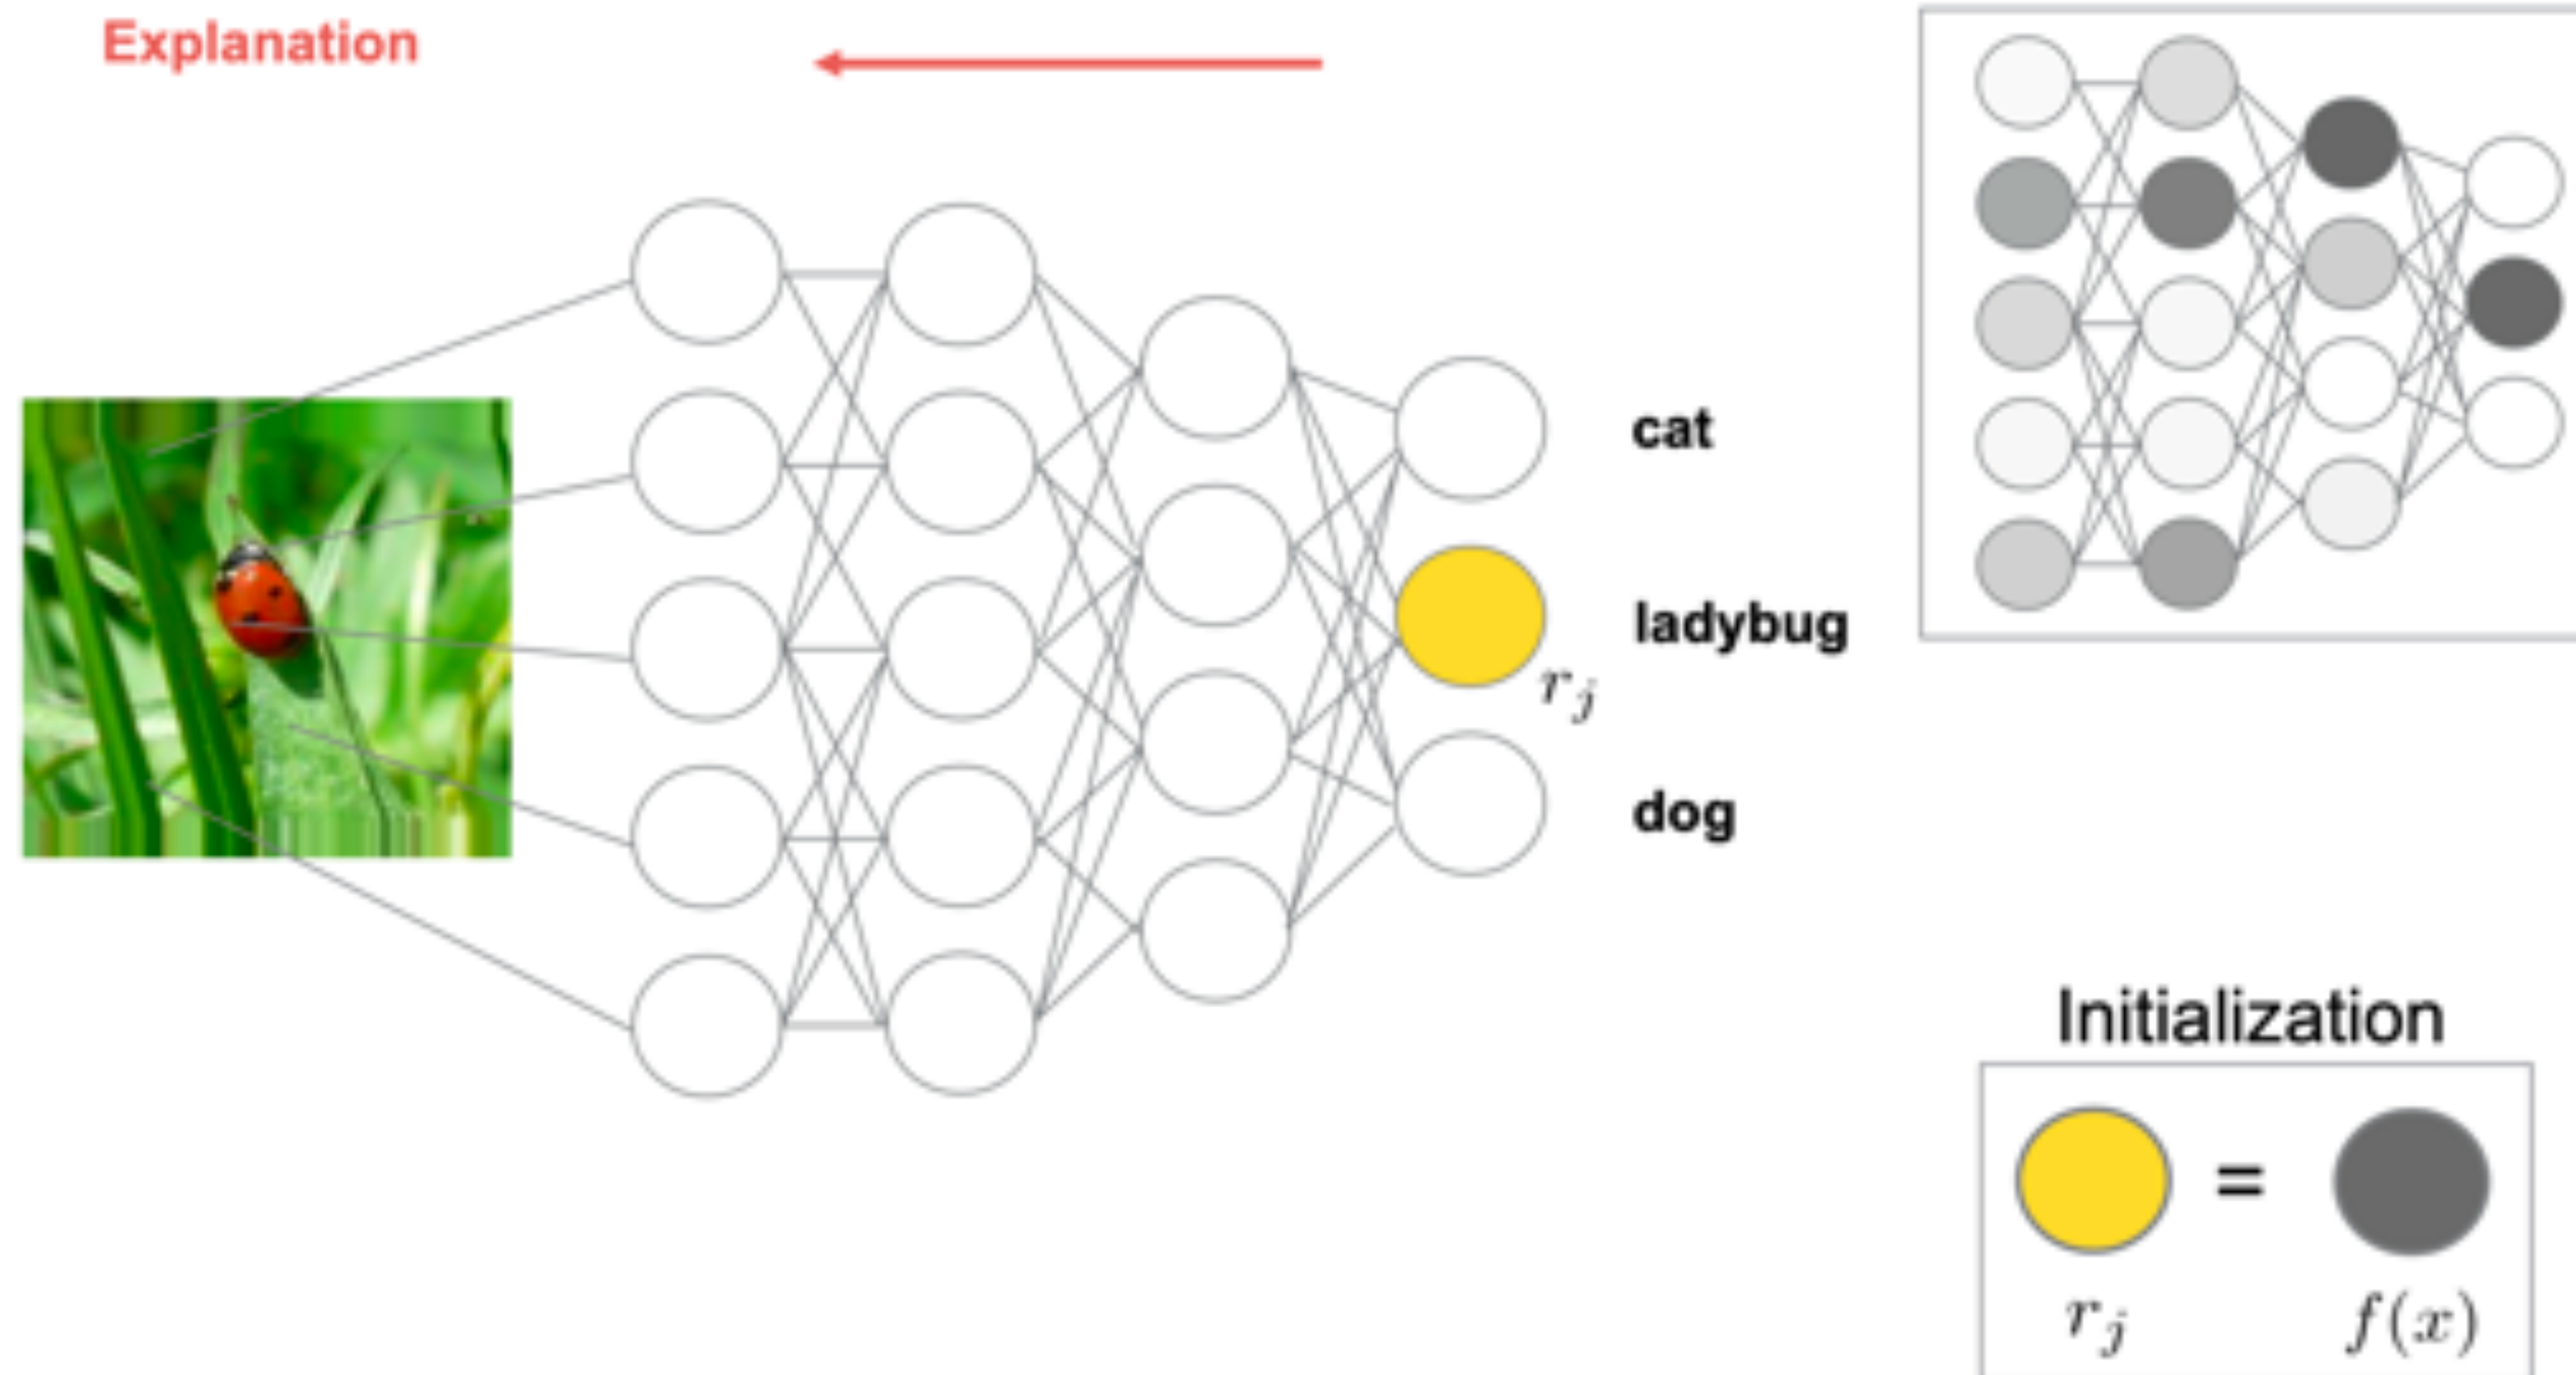 Explanation
cat
ladybug
r_j
dog
Initialization
=
r_j f(x)